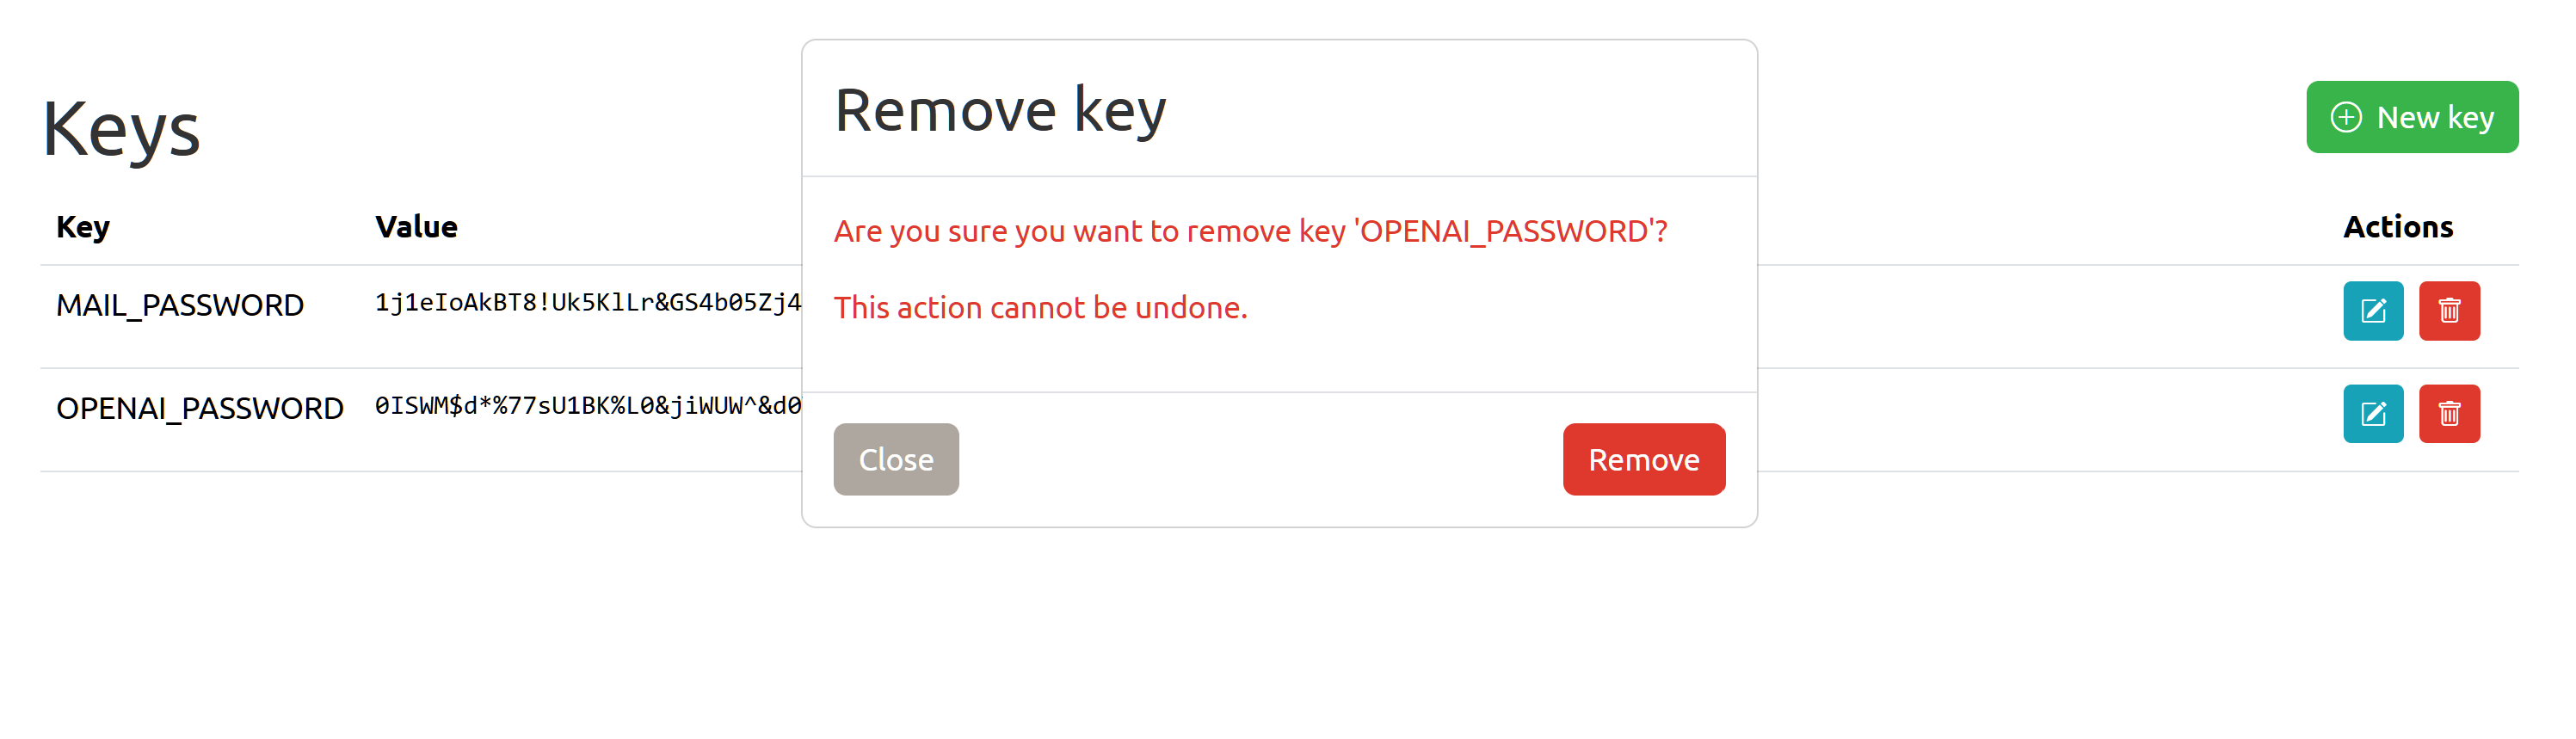 Keys
New key
Key Value Actions
MAIL_PASSWORD 1j1eIoAkBT8!Uk5KlLr&GS4b05Zj4
OPENAI_PASSWORD 0ISWM$d*%77sU1BK%L0&jiWUW^&d0
Remove key
Are you sure you want to remove key 'OPENAI_PASSWORD'?
This action cannot be undone.
Close Remove